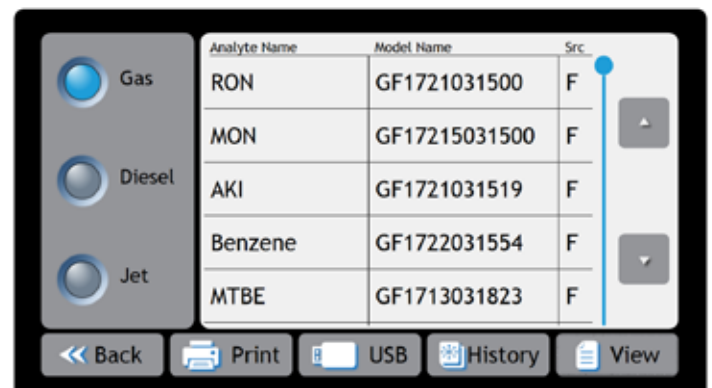 Gas
Diesel
Jet
Analyte Name Model Name Src
RON GF1721031500 F
MON GF17215031500 F
AKI GF1721031519 F
Benzene GF1722031554 F
MTBE GF1713031823 F
Back Print USB History View